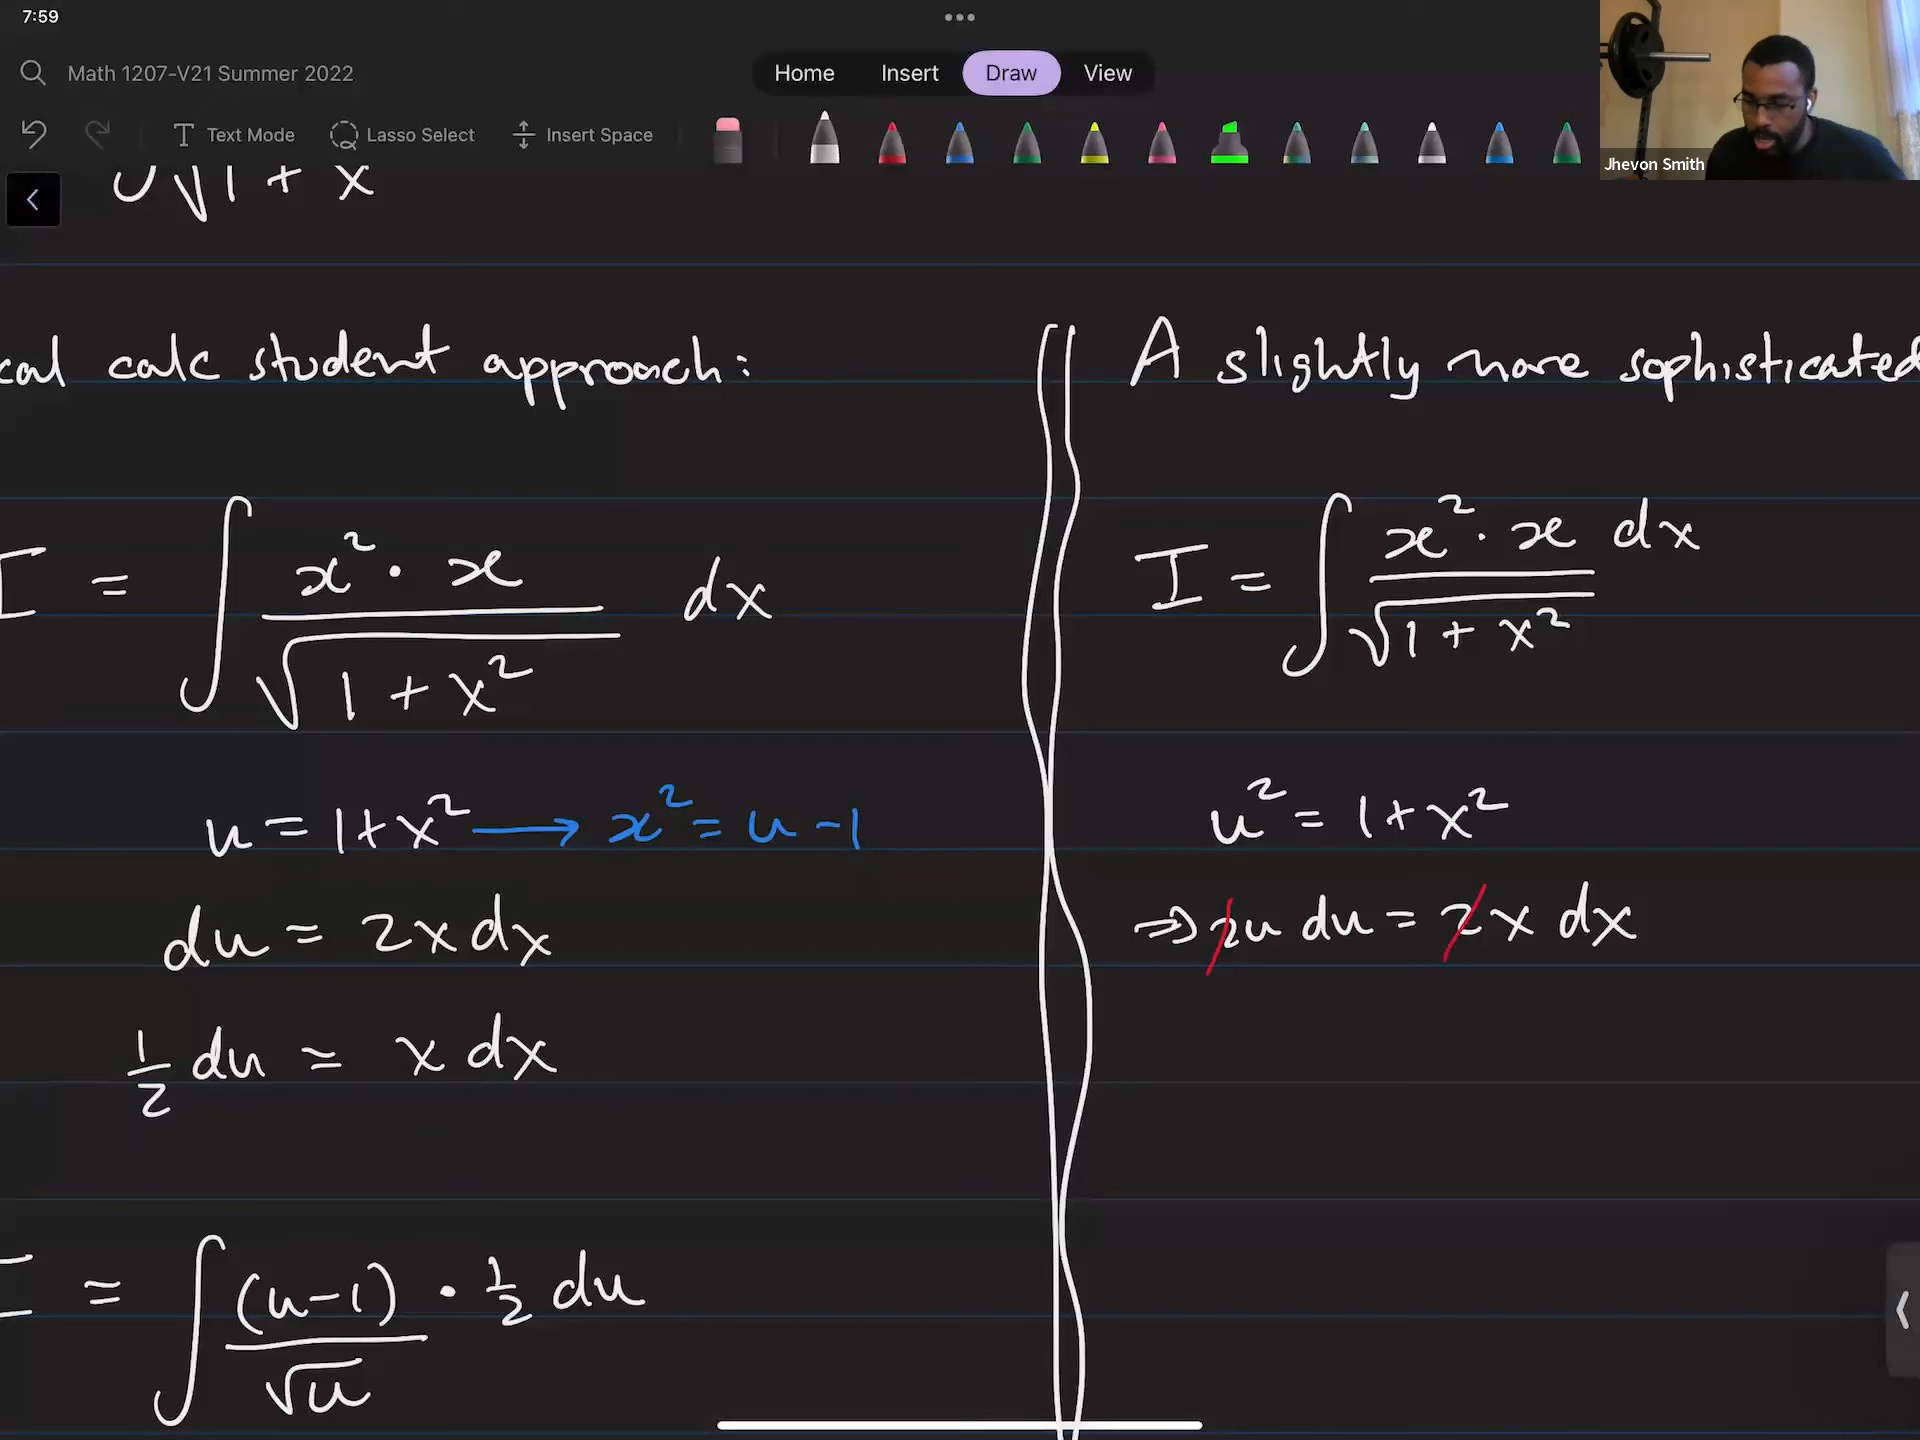 7:59
Math 1207-V21 Summer 2022
Home Insert Draw View
Text Mode Lasso Select Insert Space
Jhevon Smith
∫ √1 + x
cal calc student approach:
I = ∫ x² · x / √(1 + x²) dx
u = 1+x² → x² = u - 1
du = 2x dx
1/2 du = x dx
I = ∫ (u-1)/√u · 1/2 du
A slightly more sophisticated
I = ∫ x² · x dx / √(1 + x²)
u² = 1+x²
⇒ 2u du = 2x dx